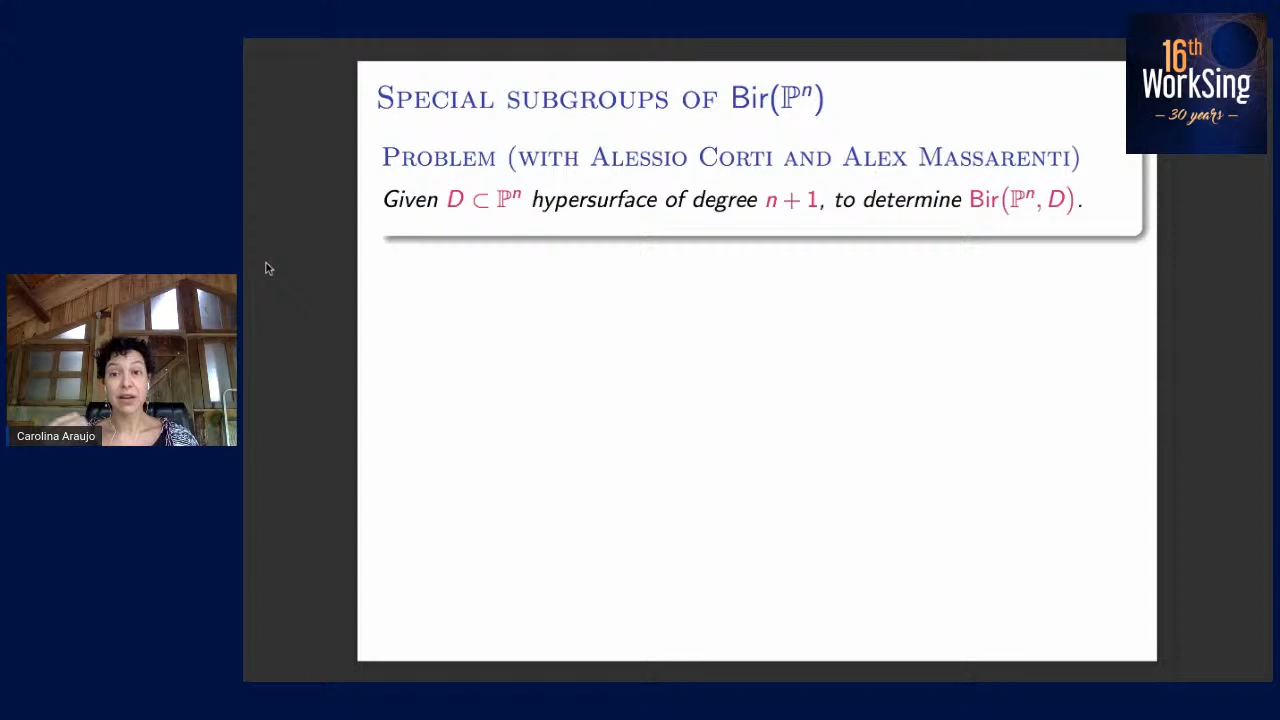 16th
WorkSing
– 30 years –
Special subgroups of Bir(ℙⁿ)
Problem (with Alessio Corti and Alex Massarenti)
Given D ⊂ ℙⁿ hypersurface of degree n + 1, to determine Bir(ℙⁿ, D).
Carolina Araujo